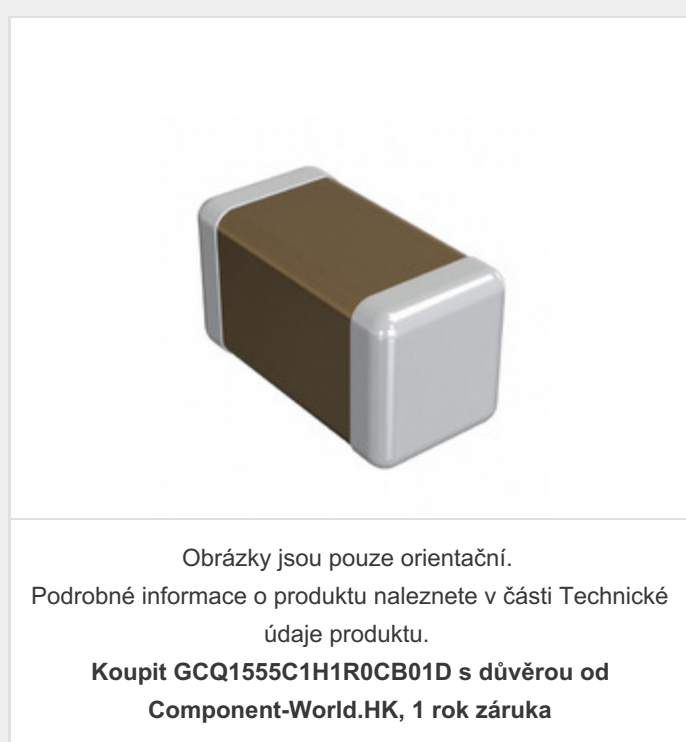 Obrázky jsou pouze orientační.
Podrobné informace o produktu naleznete v části Technické
údaje produktu.
Koupit GCQ1555C1H1R0CB01D s důvěrou od
Component-World.HK, 1 rok záruka